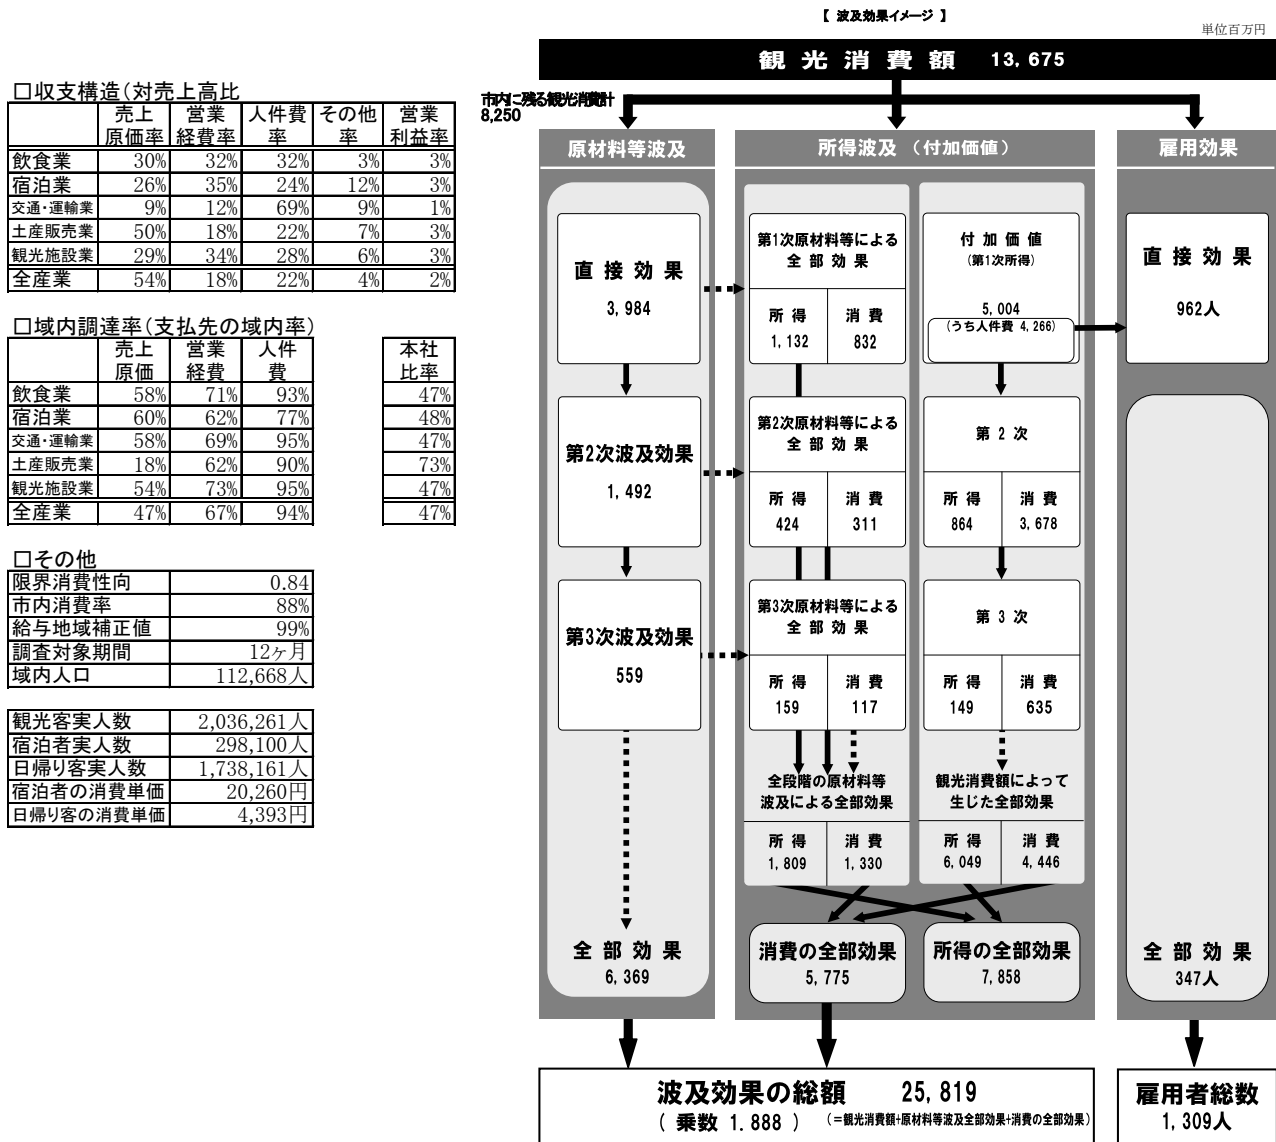 【 波及効果イメージ 】
単位百万円
観光消費額 13,675
市内に残る観光消費計
8,250
□収支構造(対売上高比
売上原価率 営業経費率 人件費率 その他率 営業利益率
飲食業 30% 32% 32% 3% 3%
宿泊業 26% 35% 24% 12% 3%
交通・運輸業 9% 12% 69% 9% 1%
土産販売業 50% 18% 22% 7% 3%
観光施設業 29% 34% 28% 6% 3%
全産業 54% 18% 22% 4% 2%
□域内調達率(支払先の域内率)
売上原価 営業経費 人件費 本社比率
飲食業 58% 71% 93% 47%
宿泊業 60% 62% 77% 48%
交通・運輸業 58% 69% 95% 47%
土産販売業 18% 62% 90% 73%
観光施設業 54% 73% 95% 47%
全産業 47% 67% 94% 47%
□その他
限界消費性向 0.84
市内消費率 88%
給与地域補正値 99%
調査対象期間 12ヶ月
域内人口 112,668人
観光客実人数 2,036,261人
宿泊者実人数 298,100人
日帰り客実人数 1,738,161人
宿泊者の消費単価 20,260円
日帰り客の消費単価 4,393円
原材料等波及
直接効果
3,984
第2次波及効果
1,492
第3次波及効果
559
全部効果
6,369
所得波及 (付加価値)
第1次原材料等による
全部効果
所得 消費
1,132 832
第2次原材料等による
全部効果
所得 消費
424 311
第3次原材料等による
全部効果
所得 消費
159 117
全段階の原材料等
波及による全部効果
所得 消費
1,809 1,330
付加価値
(第1次所得)
5,004
(うち人件費 4,266)
第2次
所得 消費
864 3,678
第3次
所得 消費
149 635
観光消費額によって
生じた全部効果
所得 消費
6,049 4,446
消費の全部効果
5,775
所得の全部効果
7,858
雇用効果
直接効果
962人
全部効果
347人
波及効果の総額 25,819
( 乗数 1.888 ) (=観光消費額+原材料等波及全部効果+消費の全部効果)
雇用者総数
1,309人